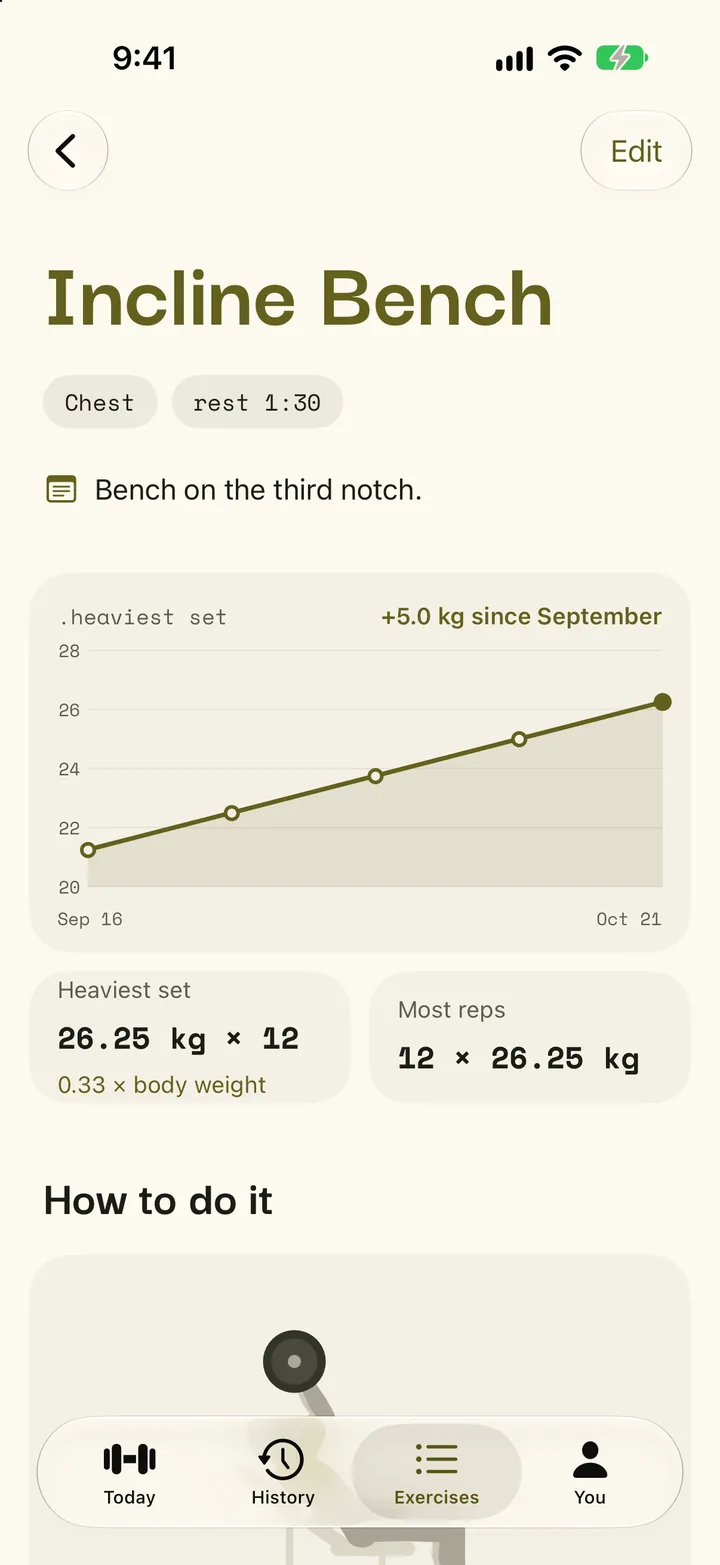 9:41
Edit
Incline Bench
Chest
rest 1:30
Bench on the third notch.
.heaviest set
+5.0 kg since September
28
26
24
22
20
Sep 16
Oct 21
Heaviest set
26.25 kg × 12
0.33 × body weight
Most reps
12 × 26.25 kg
How to do it
Today
History
Exercises
You